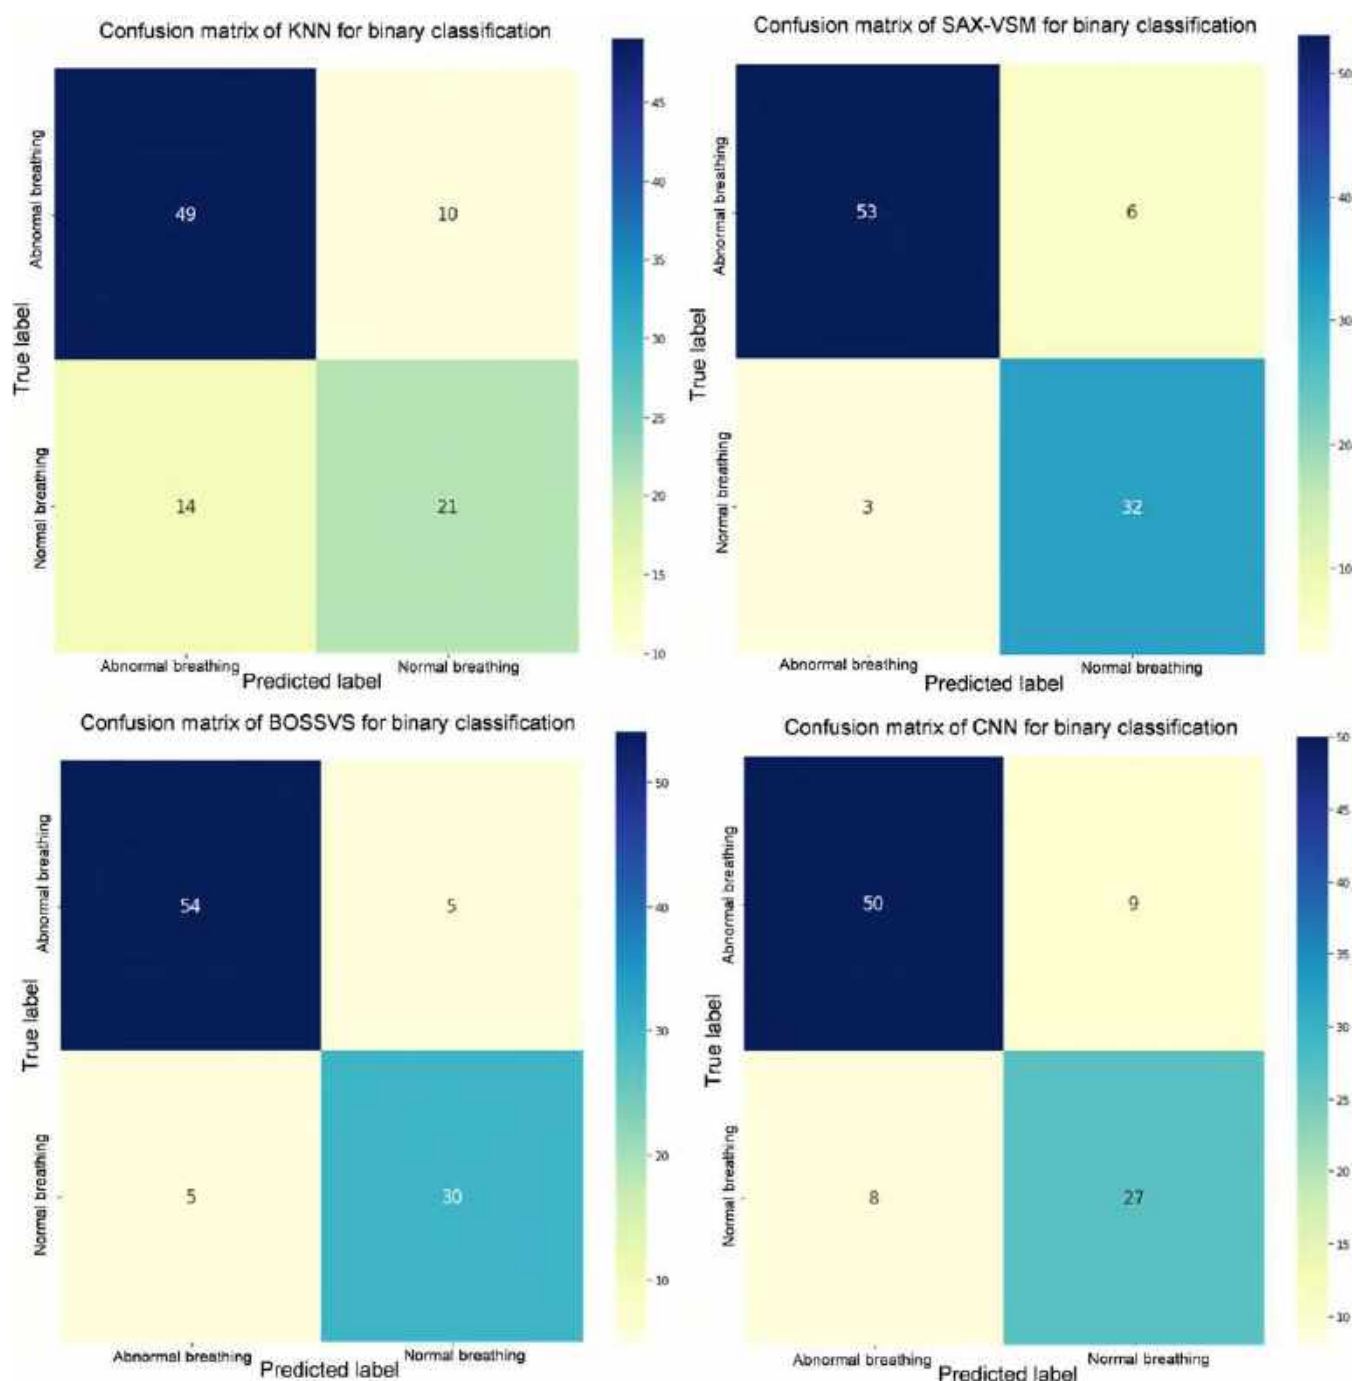 Confusion matrix of KNN for binary classification
45
40
35
30
25
20
15
10
Abnormal breathing
Normal breathing
True label
49
10
14
21
Abnormal breathing
Normal breathing
Predicted label
Confusion matrix of SAX-VSM for binary classification
50
40
30
20
10
Abnormal breathing
Normal breathing
True label
53
6
3
32
Abnormal breathing
Normal breathing
Predicted label
Confusion matrix of BOSSVS for binary classification
50
40
30
20
10
Abnormal breathing
Normal breathing
True label
54
5
5
30
Abnormal breathing
Normal breathing
Predicted label
Confusion matrix of CNN for binary classification
50
45
40
35
30
25
20
15
10
Abnormal breathing
Normal breathing
True label
50
9
8
27
Abnormal breathing
Normal breathing
Predicted label